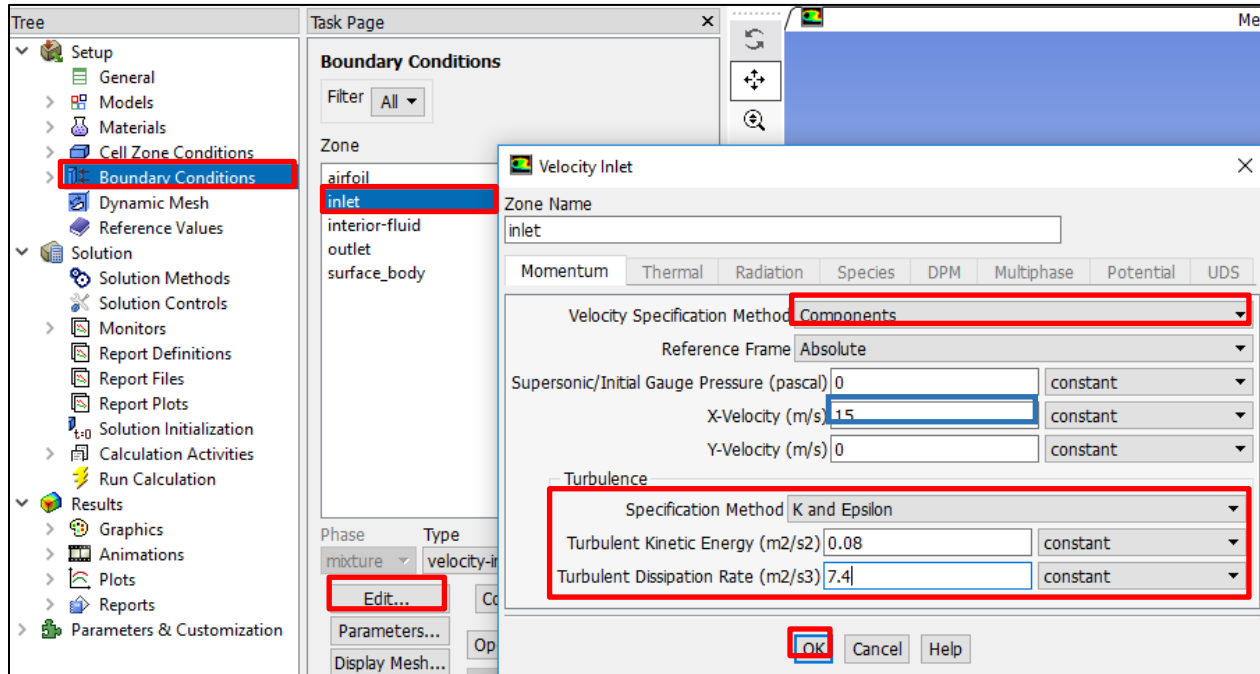 Tree
Setup
General
Models
Materials
Cell Zone Conditions
Boundary Conditions
Dynamic Mesh
Reference Values
Solution
Solution Methods
Solution Controls
Monitors
Report Definitions
Report Files
Report Plots
t=0 Solution Initialization
Calculation Activities
Run Calculation
Results
Graphics
Animations
Plots
Reports
Parameters & Customization
Task Page
Boundary Conditions
Filter All
Zone
airfoil
inlet
interior-fluid
outlet
surface_body
Phase Type
mixture
Edit...
Parameters...
Display Mesh...
Me
Velocity Inlet
Zone Name
inlet
Momentum Thermal Radiation Species DPM Multiphase Potential UDS
Velocity Specification Method Components
Reference Frame Absolute
Supersonic/Initial Gauge Pressure (pascal) 0 constant
X-Velocity (m/s) 15 constant
Y-Velocity (m/s) 0 constant
Turbulence
Specification Method K and Epsilon
Turbulent Kinetic Energy (m2/s2) 0.08 constant
Turbulent Dissipation Rate (m2/s3) 7.4 constant
OK Cancel Help